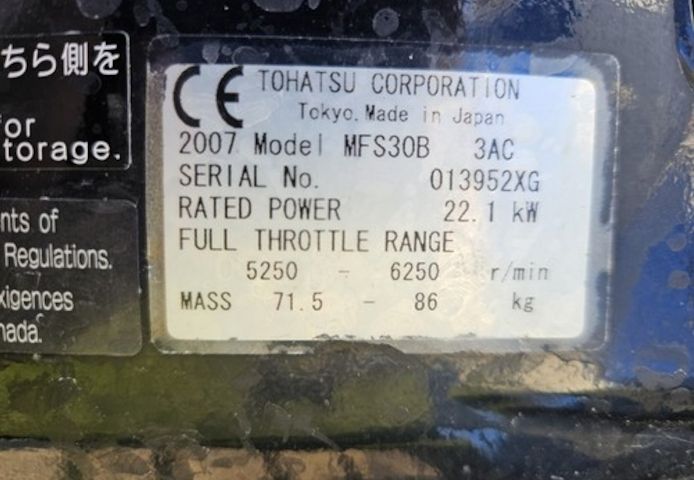 ちら側を
for
torage.
nts of
Regulations.
xigences
nada.
CE TOHATSU CORPORATION
Tokyo. Made in Japan
2007 Model MFS30B 3AC
SERIAL No. 013952XG
RATED POWER 22.1 kW
FULL THROTTLE RANGE
5250 - 6250 r/min
MASS 71.5 - 86 kg